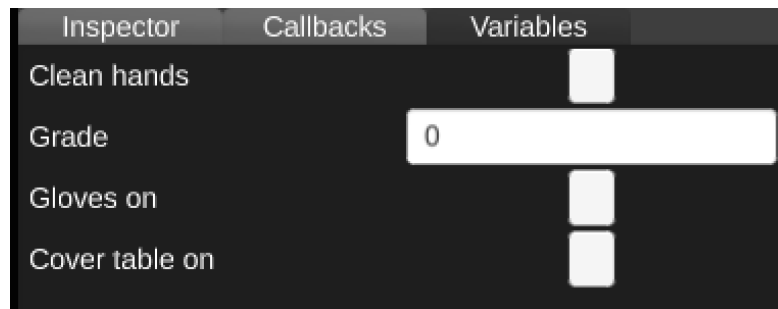 Inspector Callbacks Variables
Clean hands
Grade 0
Gloves on
Cover table on